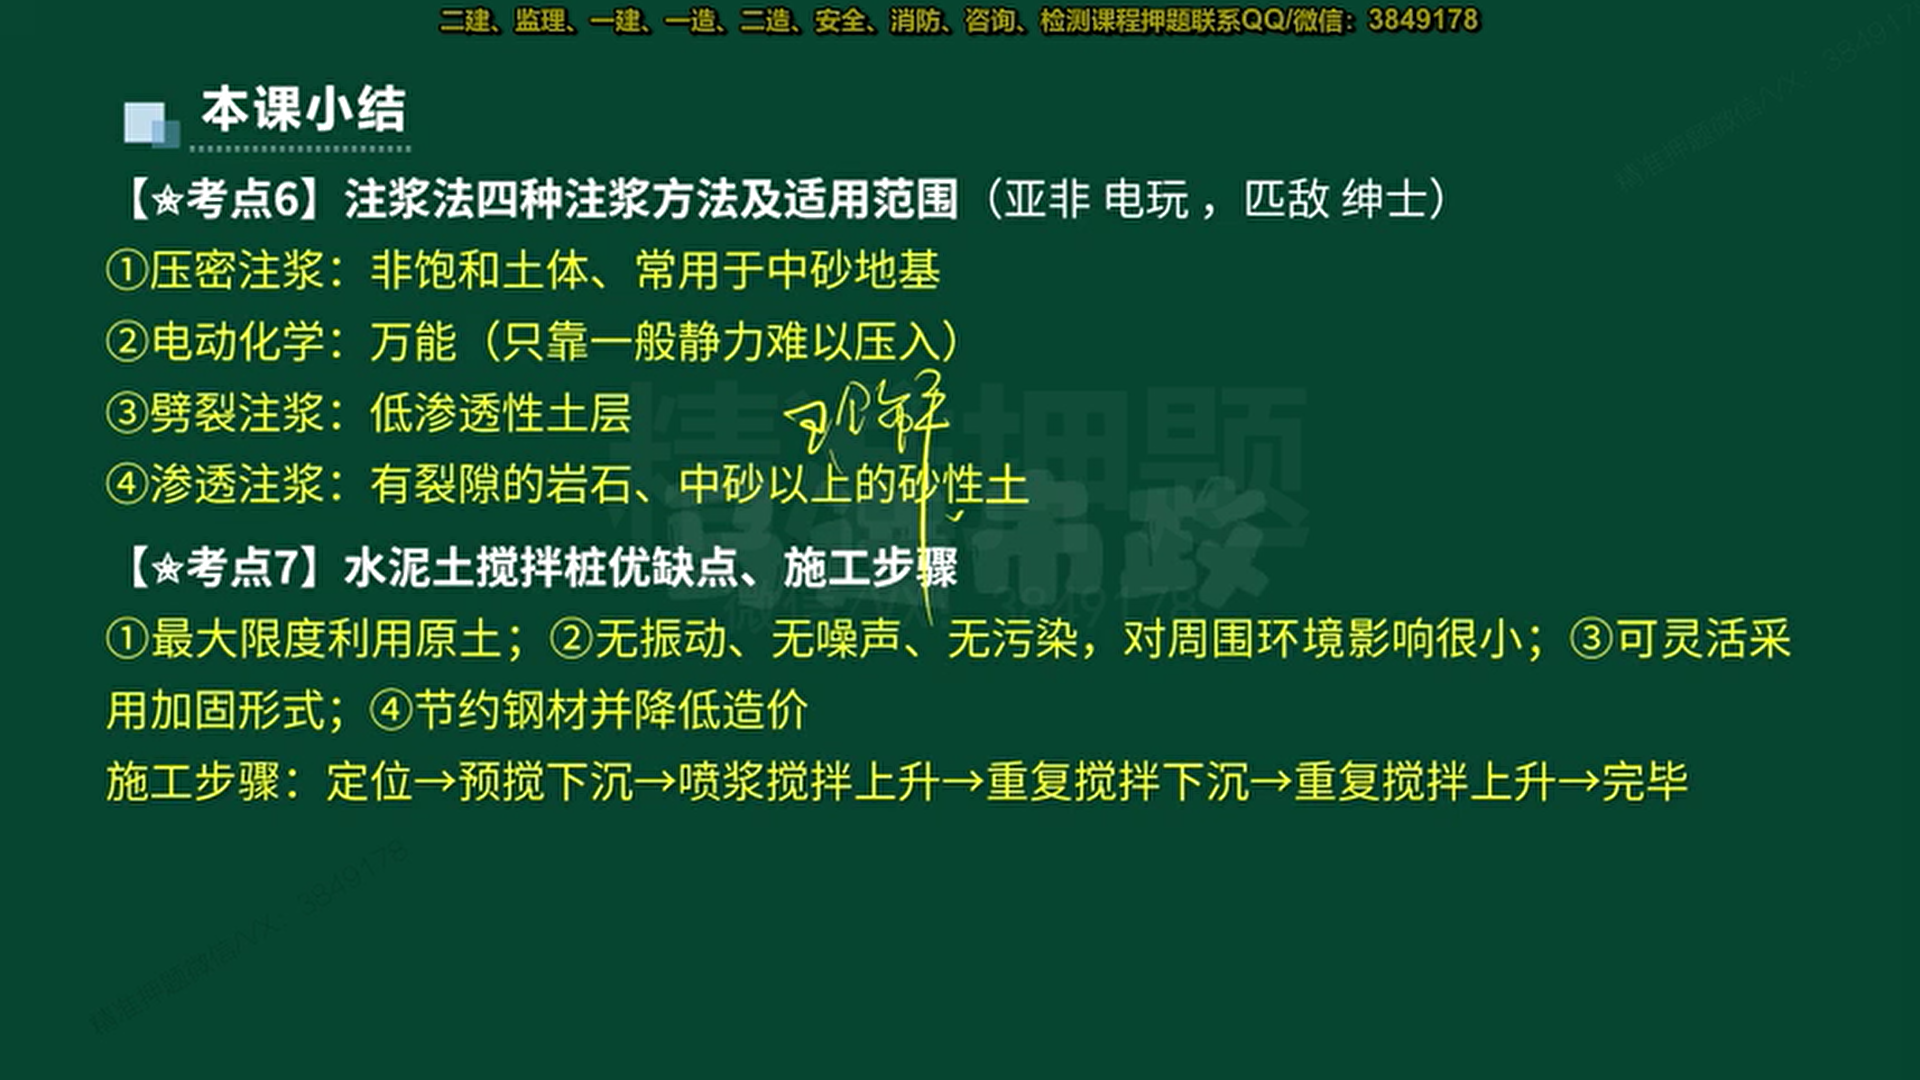 二建、监理、一建、一造、二造、安全、消防、咨询、检测课程押题联系QQ/微信：3849178
本课小结
【☆考点6】注浆法四种注浆方法及适用范围（亚非 电玩 ，匹敌 绅士）
①压密注浆：非饱和土体、常用于中砂地基
②电动化学：万能（只靠一般静力难以压入）
③劈裂注浆：低渗透性土层
④渗透注浆：有裂隙的岩石、中砂以上的砂性土
【☆考点7】水泥土搅拌桩优缺点、施工步骤
①最大限度利用原土；②无振动、无噪声、无污染，对周围环境影响很小；③可灵活采
用加固形式；④节约钢材并降低造价
施工步骤：定位→预搅下沉→喷浆搅拌上升→重复搅拌下沉→重复搅拌上升→完毕
精准押题
精准押题微信/VX：3849178